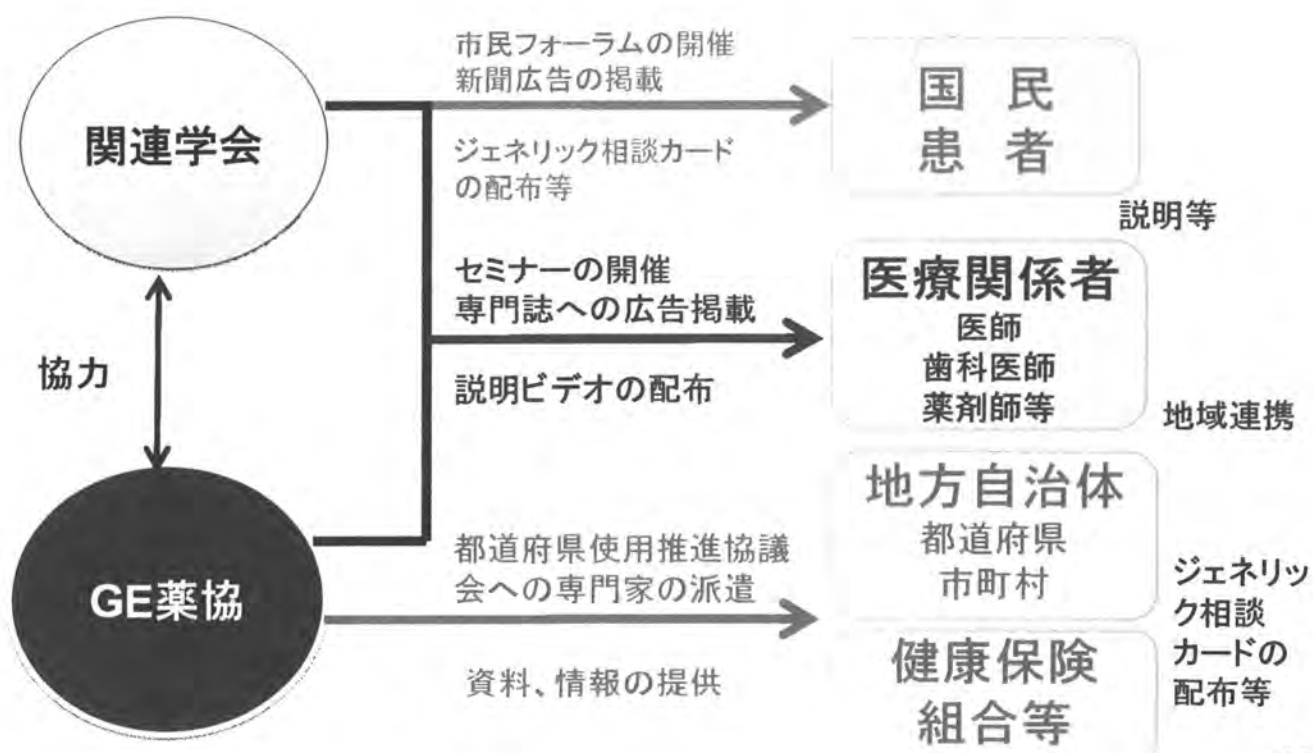 関連学会
協力
GE薬協
市民フォーラムの開催
新聞広告の掲載
ジェネリック相談カード
の配布等
セミナーの開催
専門誌への広告掲載
説明ビデオの配布
都道府県使用推進協議
会への専門家の派遣
資料、情報の提供
国 民
患 者
説明等
医療関係者
医師
歯科医師
薬剤師等
地域連携
地方自治体
都道府県
市町村
健康保険
組合等
ジェネリッ
ク相談
カードの
配布等